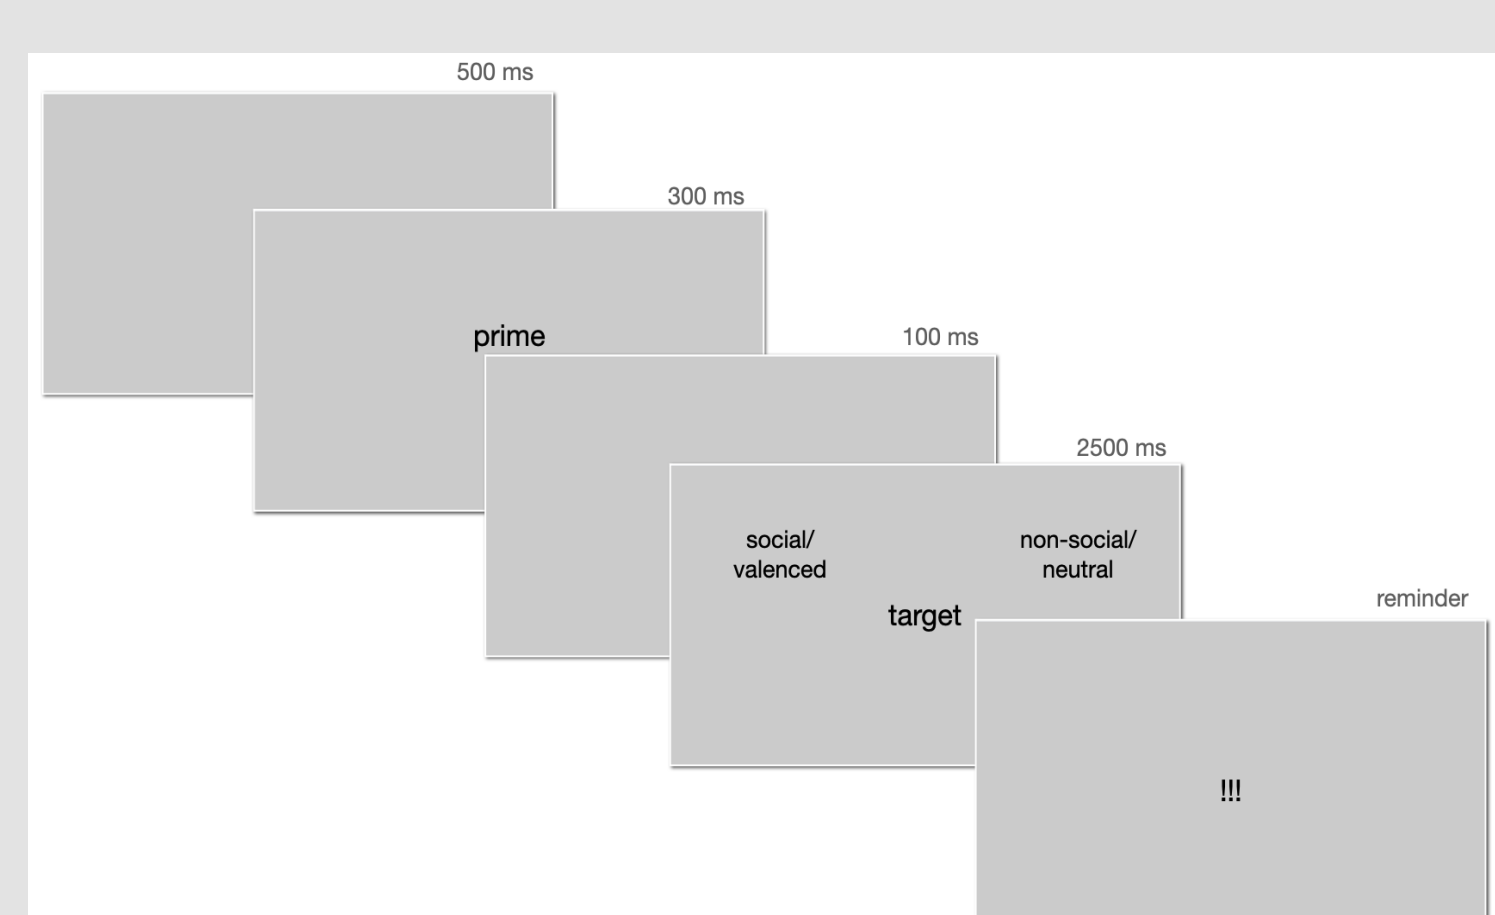 500 ms
300 ms
prime
100 ms
2500 ms
social/
valenced
non-social/
neutral
target
reminder
!!!